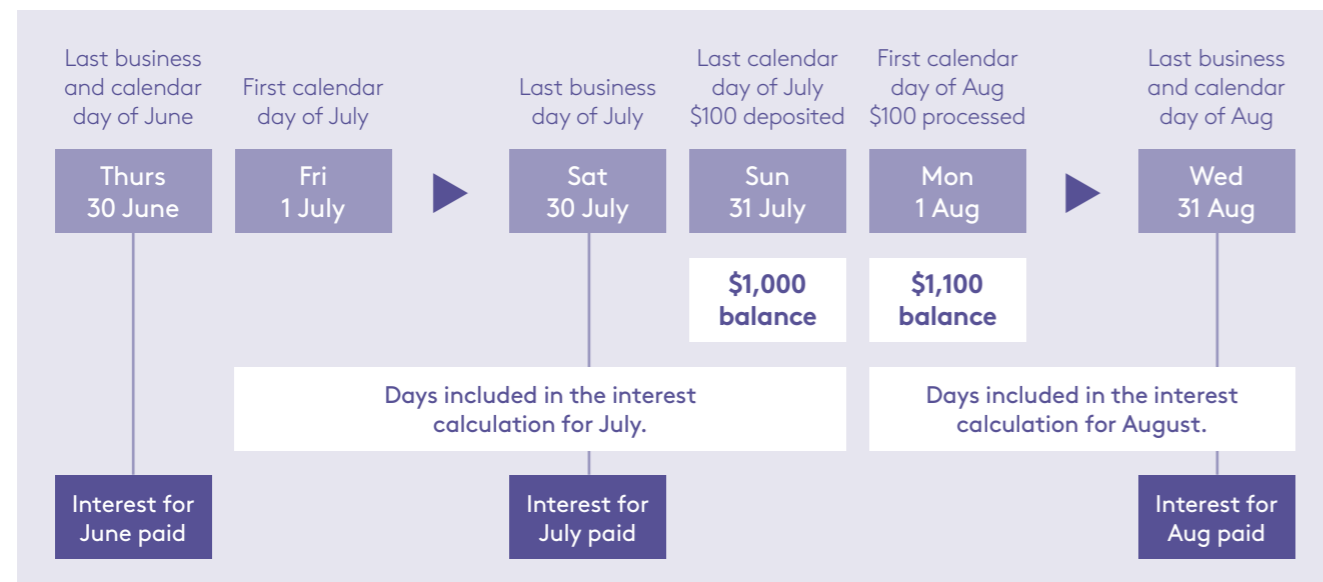 Last business
and calendar
day of June
First calendar
day of July
Last business
day of July
Last calendar
day of July
$100 deposited
First calendar
day of Aug
$100 processed
Last business
and calendar
day of Aug
Thurs
30 June
Fri
1 July
Sat
30 July
Sun
31 July
Mon
1 Aug
Wed
31 Aug
$1,000
balance
$1,100
balance
Days included in the interest
calculation for July.
Days included in the interest
calculation for August.
Interest for
June paid
Interest for
July paid
Interest for
Aug paid